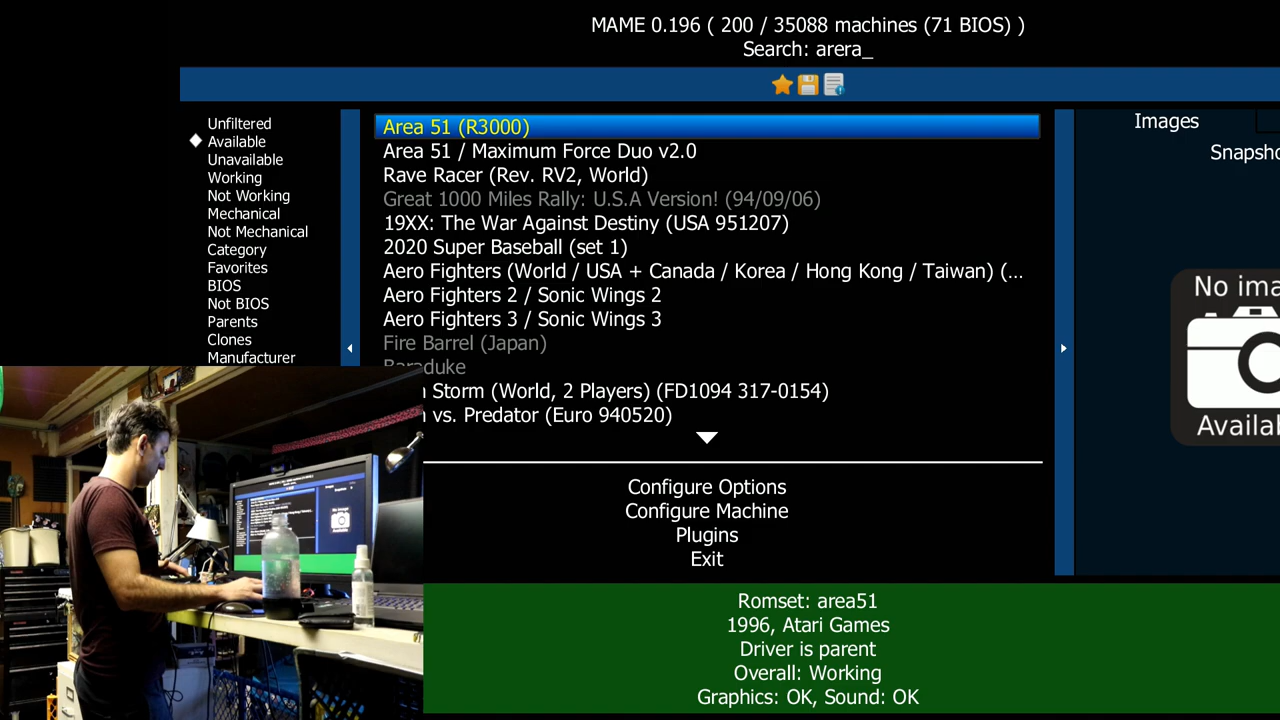 MAME 0.196 ( 200 / 35088 machines (71 BIOS) )
Search: arera_
Unfiltered
Available
Unavailable
Working
Not Working
Mechanical
Not Mechanical
Category
Favorites
BIOS
Not BIOS
Parents
Clones
Manufacturer
Area 51 (R3000)
Area 51 / Maximum Force Duo v2.0
Rave Racer (Rev. RV2, World)
Great 1000 Miles Rally: U.S.A Version! (94/09/06)
19XX: The War Against Destiny (USA 951207)
2020 Super Baseball (set 1)
Aero Fighters (World / USA + Canada / Korea / Hong Kong / Taiwan) (...
Aero Fighters 2 / Sonic Wings 2
Aero Fighters 3 / Sonic Wings 3
Fire Barrel (Japan)
Baraduke
Storm (World, 2 Players) (FD1094 317-0154)
vs. Predator (Euro 940520)
Configure Options
Configure Machine
Plugins
Exit
Images
Snapsho
No ima
Availab
Romset: area51
1996, Atari Games
Driver is parent
Overall: Working
Graphics: OK, Sound: OK